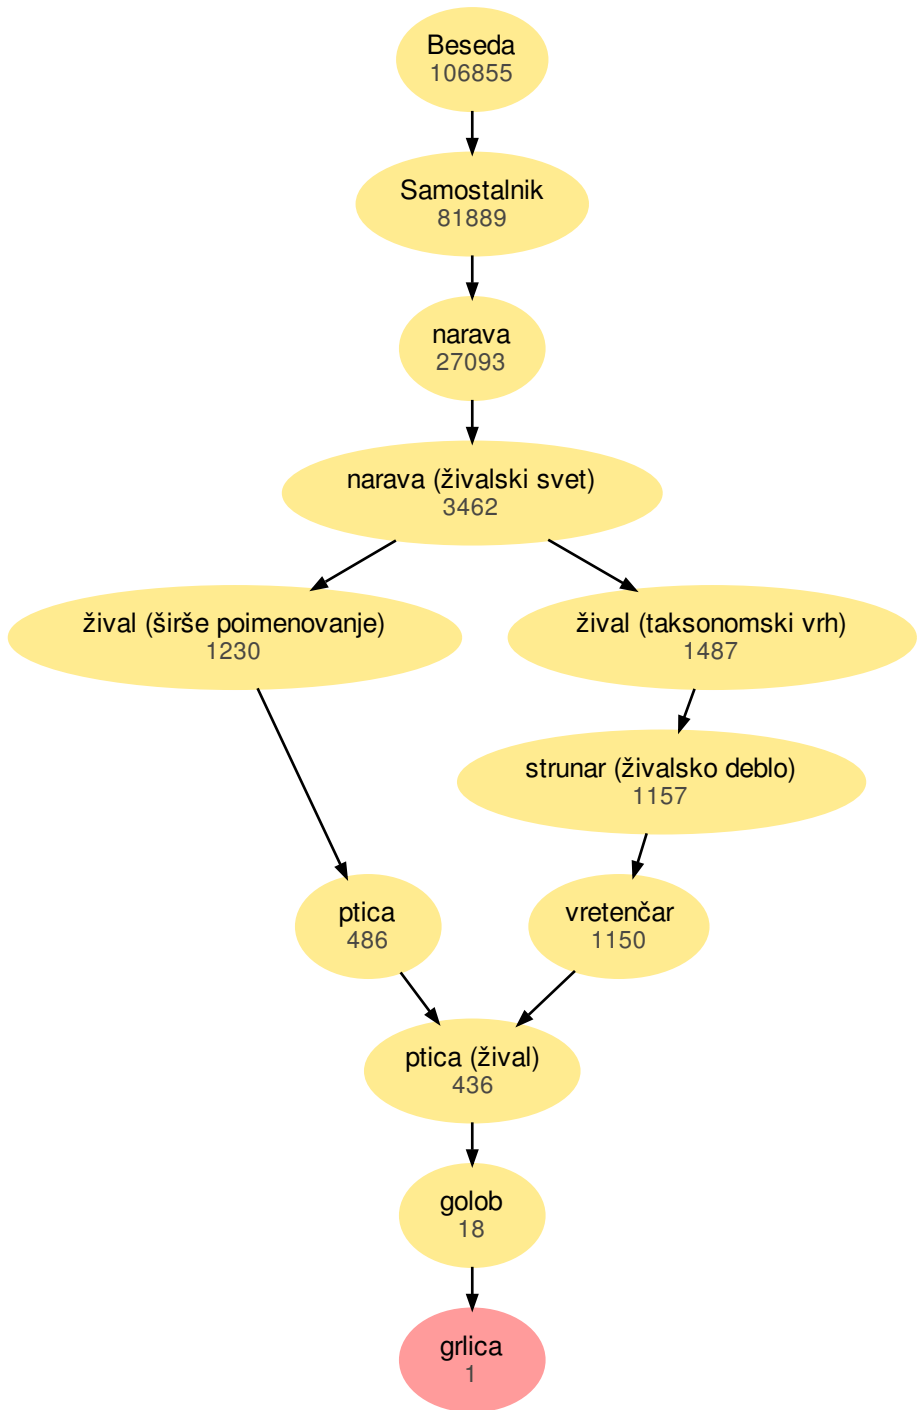 Beseda
106855
Samostalnik
81889
narava
27093
narava (živalski svet)
3462
žival (širše poimenovanje)
1230
žival (taksonomski vrh)
1487
strunar (živalsko deblo)
1157
ptica
486
vretenčar
1150
ptica (žival)
436
golob
18
grlica
1